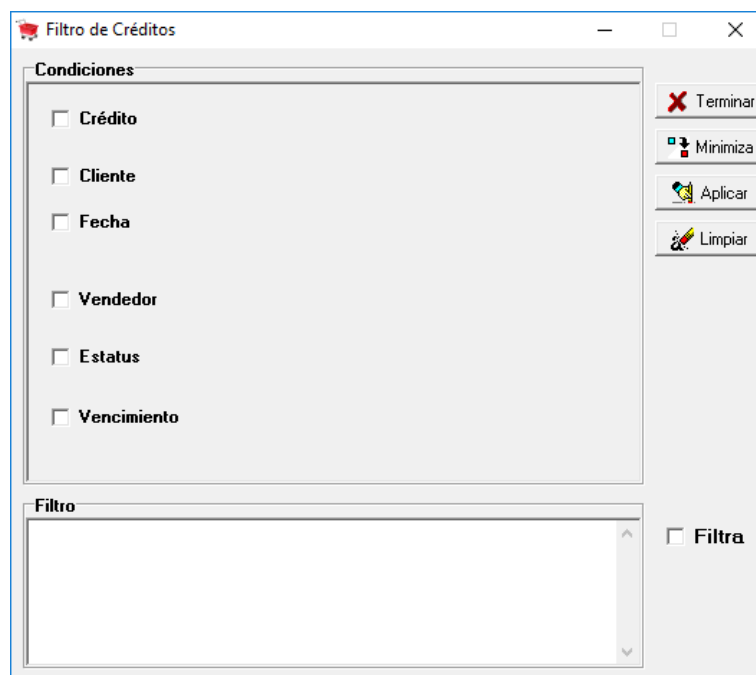 Filtro de Créditos
Condiciones
Crédito
Cliente
Fecha
Vendedor
Estatus
Vencimiento
Terminar
Minimiza
Aplicar
Limpiar
Filtro
Filtra